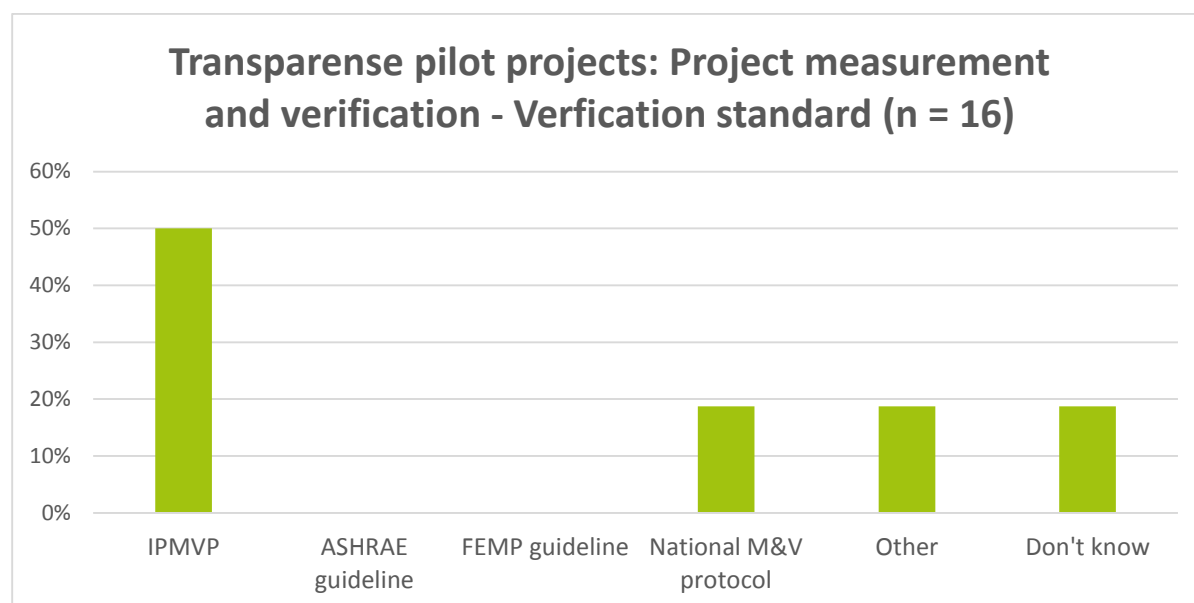 Transparense pilot projects: Project measurement
and verification - Verfication standard (n = 16)
60%
50%
40%
30%
20%
10%
0%
IPMVP
ASHRAE
guideline
FEMP guideline
National M&V
protocol
Other
Don't know